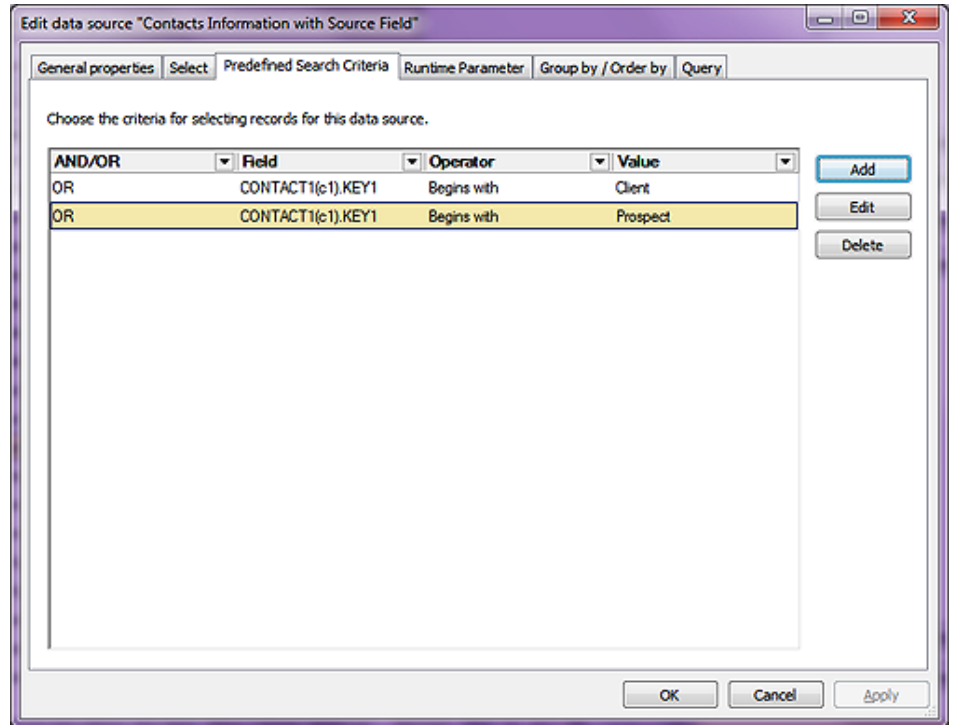 Edit data source "Contacts Information with Source Field"
General properties Select Predefined Search Criteria Runtime Parameter Group by / Order by Query
Choose the criteria for selecting records for this data source.
AND/OR Field Operator Value
OR CONTACT1(c1).KEY1 Begins with Client
OR CONTACT1(c1).KEY1 Begins with Prospect
Add
Edit
Delete
OK Cancel Apply